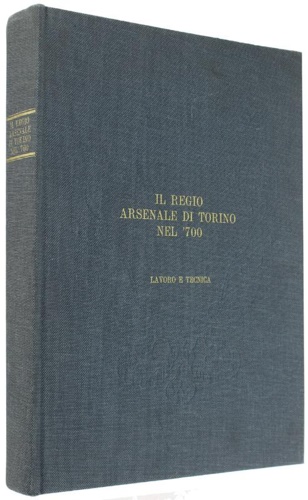 IL REGIO
ARSENALE
DI TORINO
NEL '700
IL REGIO
ARSENALE DI TORINO
NEL '700
LAVORO E TECNICA